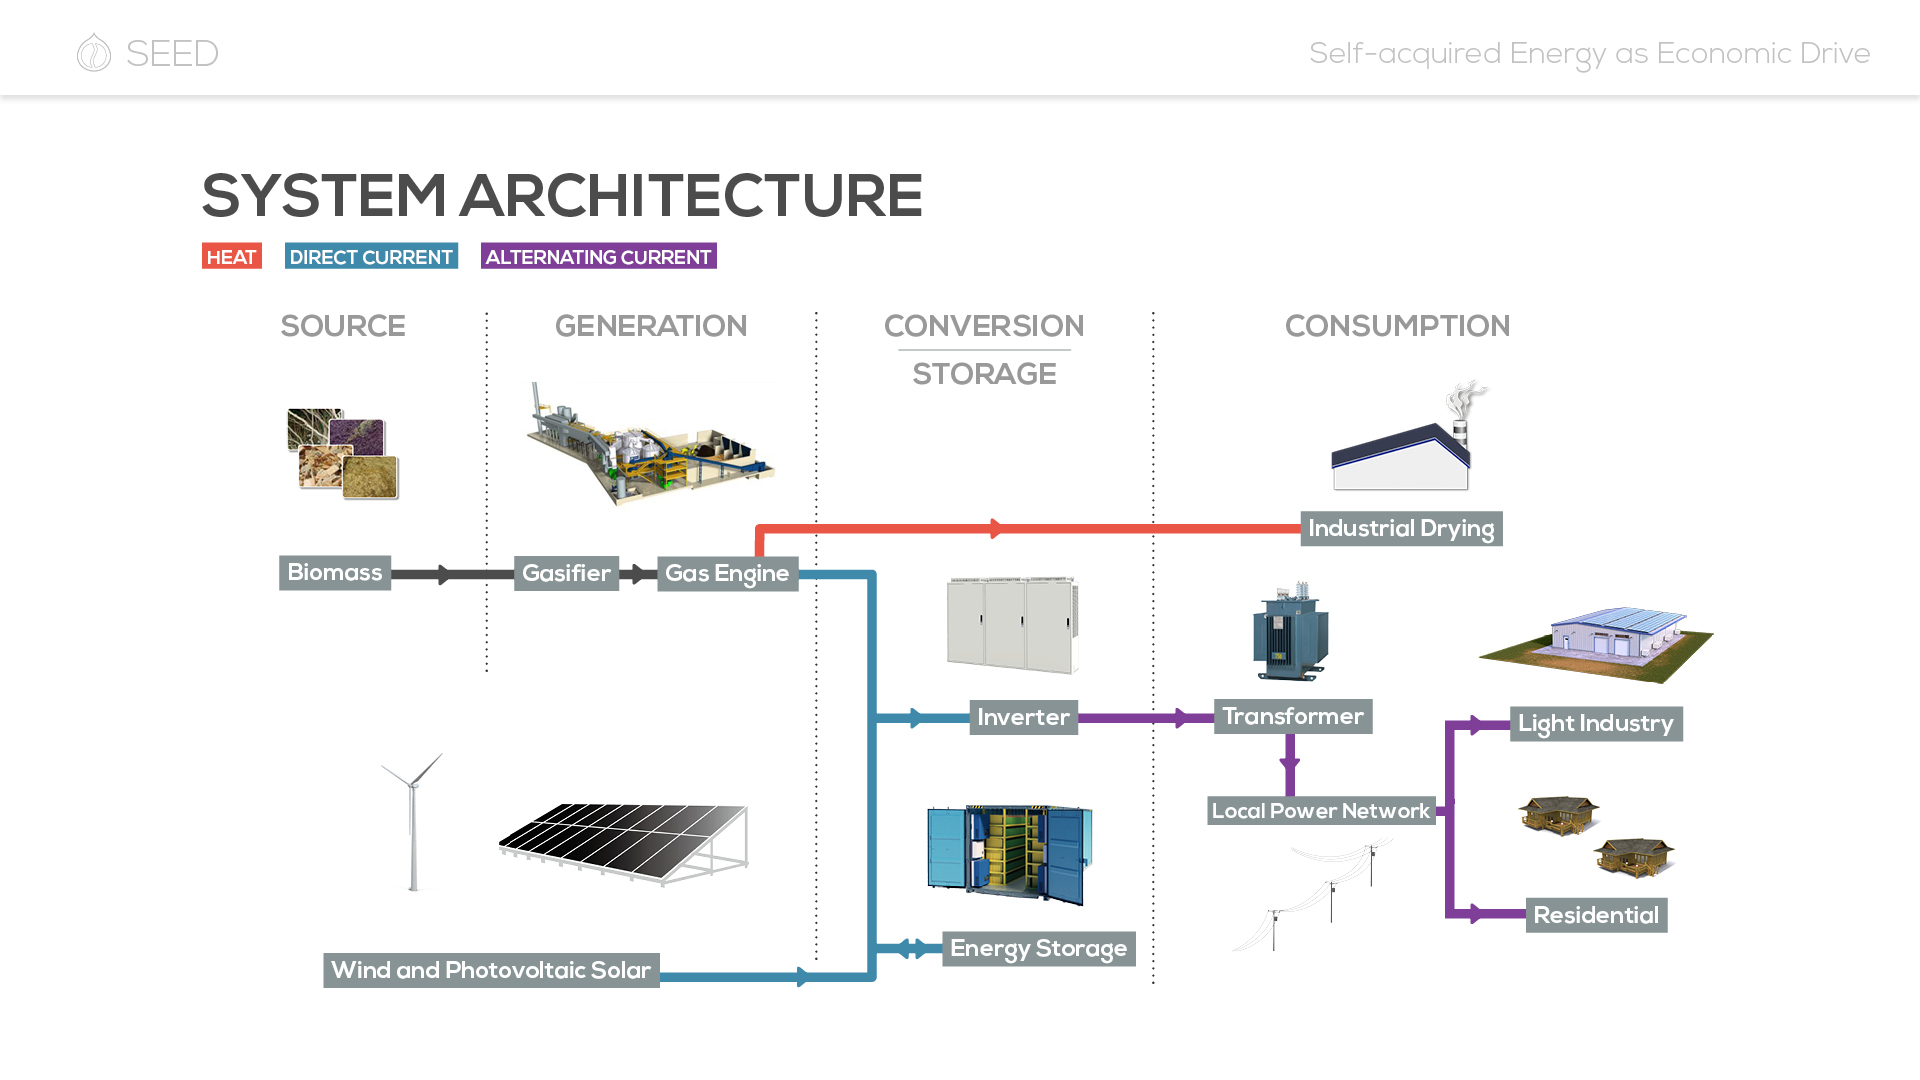 SEED
Self-acquired Energy as Economic Drive
SYSTEM ARCHITECTURE
HEAT
DIRECT CURRENT
ALTERNATING CURRENT
SOURCE
GENERATION
CONVERSION
STORAGE
CONSUMPTION
Industrial Drying
Biomass
Gasifier
Gas Engine
Inverter
Transformer
Light Industry
Local Power Network
Residential
Energy Storage
Wind and Photovoltaic Solar